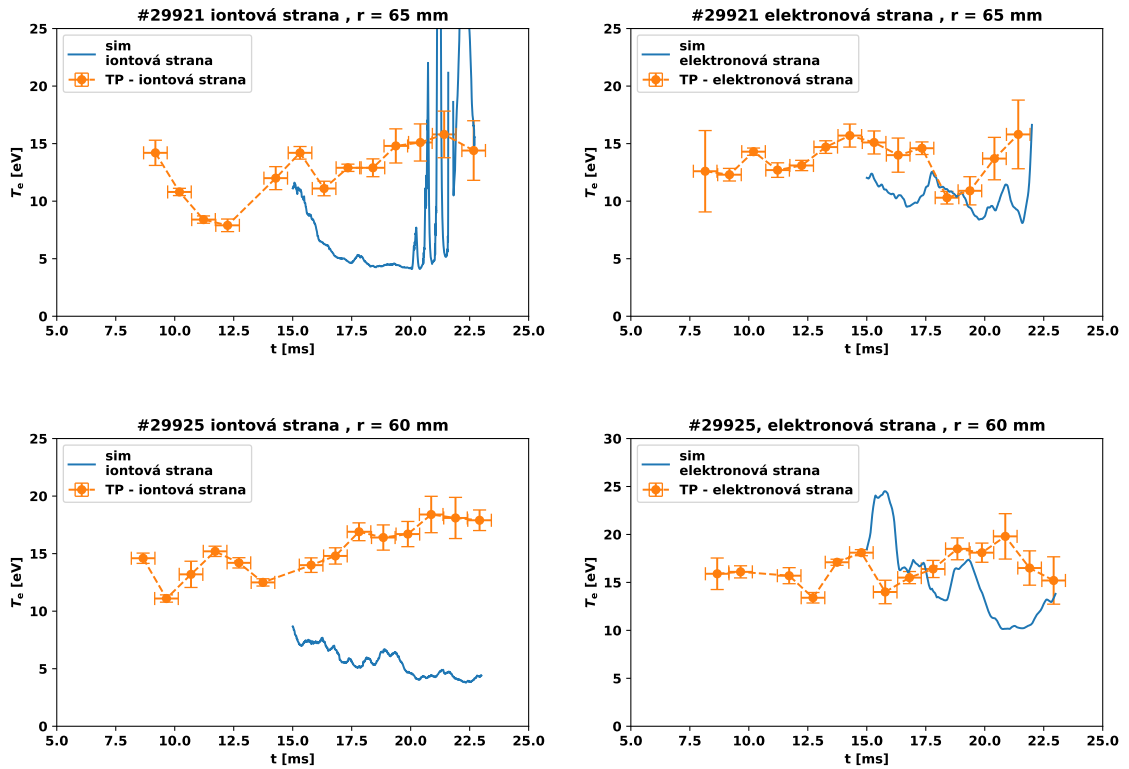 #29921 iontová strana , r = 65 mm
sim
iontová strana
TP - iontová strana
Te [eV]
25
20
15
10
5
0
5.0 7.5 10.0 12.5 15.0 17.5 20.0 22.5 25.0
t [ms]
#29921 elektronová strana , r = 65 mm
sim
elektronová strana
TP - elektronová strana
Te [eV]
25
20
15
10
5
0
5.0 7.5 10.0 12.5 15.0 17.5 20.0 22.5 25.0
t [ms]
#29925 iontová strana , r = 60 mm
sim
iontová strana
TP - iontová strana
Te [eV]
25
20
15
10
5
0
5.0 7.5 10.0 12.5 15.0 17.5 20.0 22.5 25.0
t [ms]
#29925, elektronová strana , r = 60 mm
sim
elektronová strana
TP - elektronová strana
Te [eV]
30
25
20
15
10
5
0
5.0 7.5 10.0 12.5 15.0 17.5 20.0 22.5 25.0
t [ms]